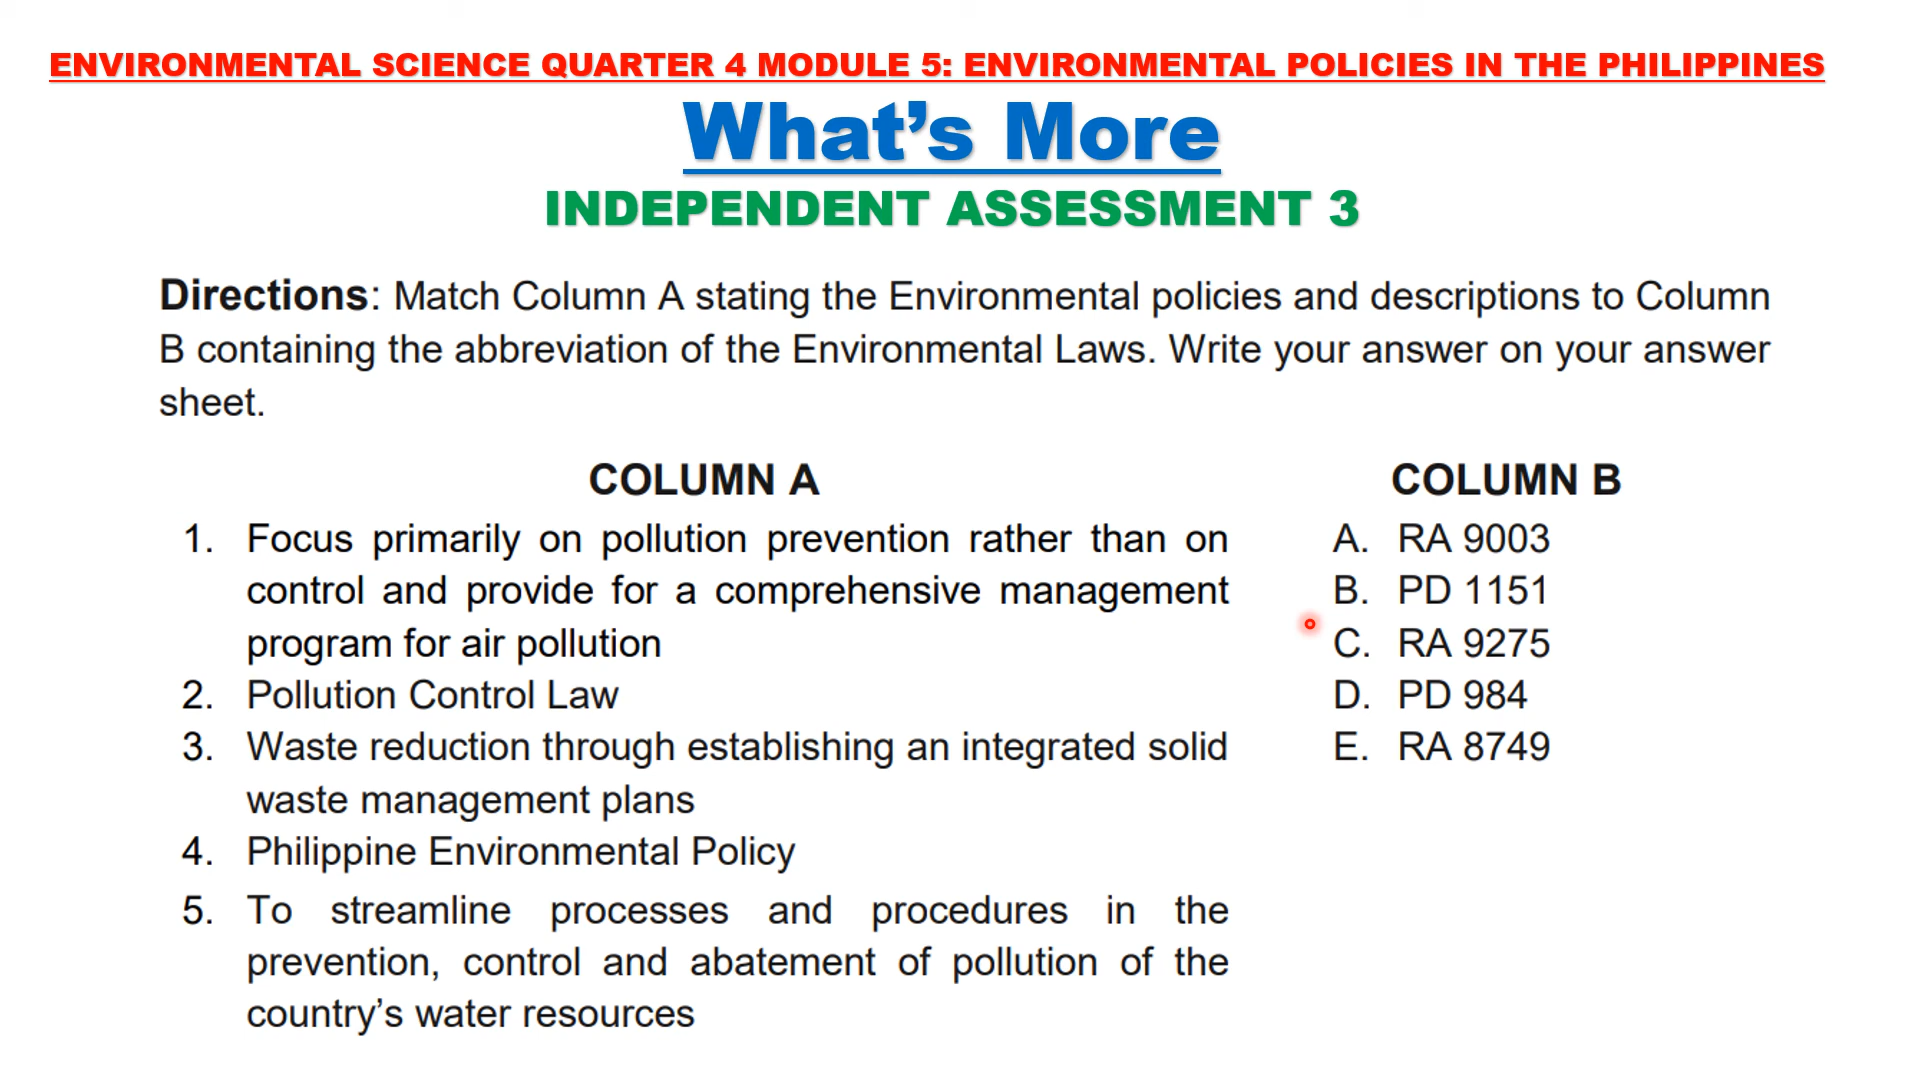 ENVIRONMENTAL SCIENCE QUARTER 4 MODULE 5: ENVIRONMENTAL POLICIES IN THE PHILIPPINES
What’s More
INDEPENDENT ASSESSMENT 3
Directions: Match Column A stating the Environmental policies and descriptions to Column
B containing the abbreviation of the Environmental Laws. Write your answer on your answer
sheet.
COLUMN A
1. Focus primarily on pollution prevention rather than on
control and provide for a comprehensive management
program for air pollution
2. Pollution Control Law
3. Waste reduction through establishing an integrated solid
waste management plans
4. Philippine Environmental Policy
5. To streamline processes and procedures in the
prevention, control and abatement of pollution of the
country’s water resources
COLUMN B
A. RA 9003
B. PD 1151
C. RA 9275
D. PD 984
E. RA 8749